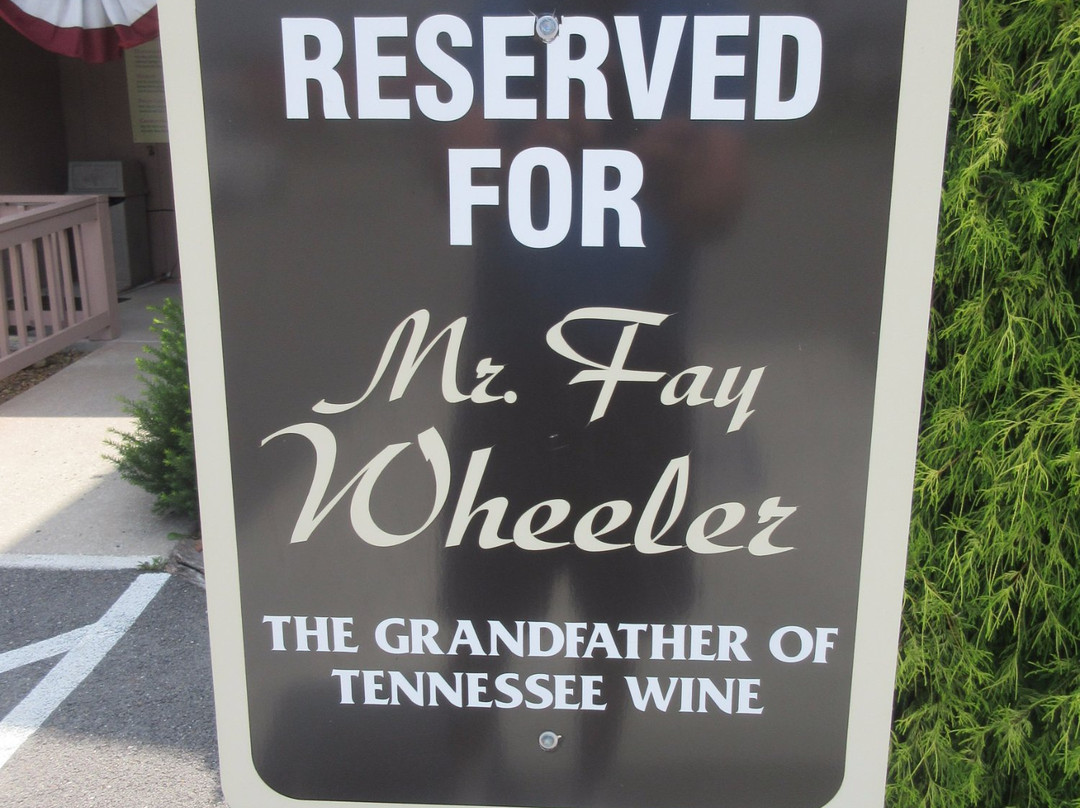 RESERVED
FOR
Mr. Fay
Wheeler
THE GRANDFATHER OF
TENNESSEE WINE